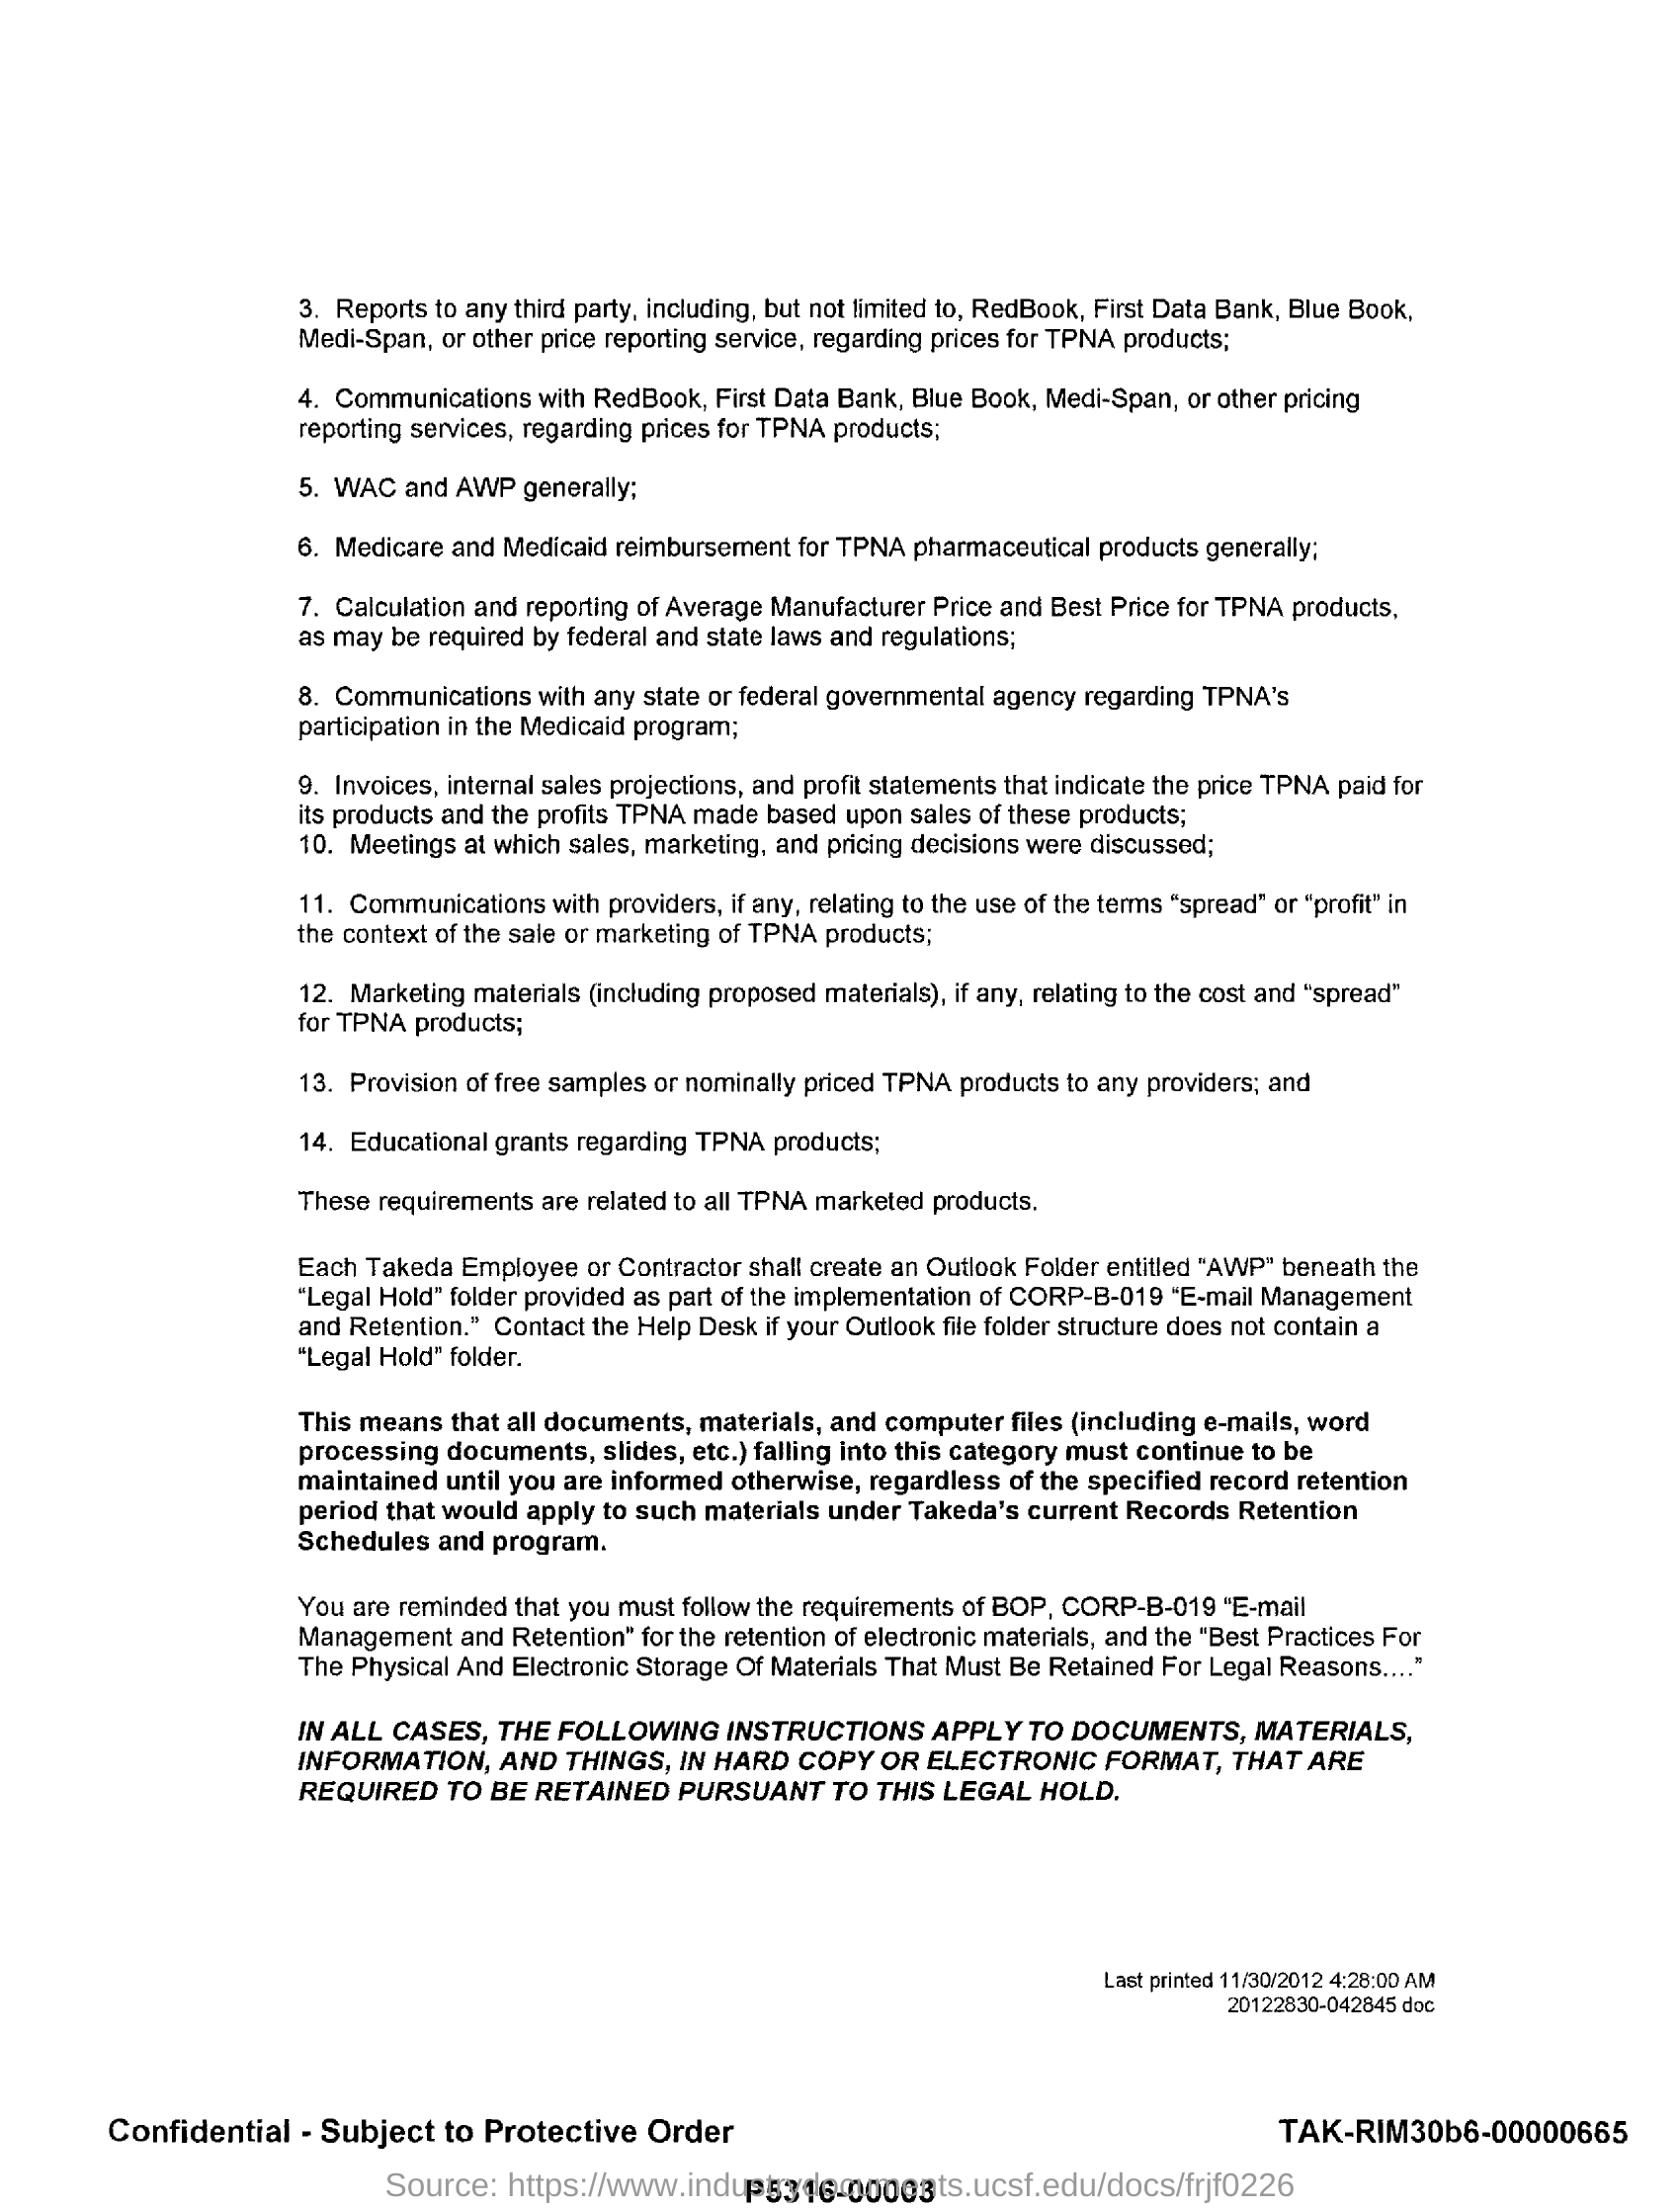 3. Reports to any third party, including, but not limited to, RedBook, First Data Bank, Blue Book,
Medi-Span, or other price reporting service, regarding prices for TPNA products;
4. Communications with RedBook, First Data Bank, Blue Book, Medi-Span, or other pricing
reporting services, regarding prices for TPNA products;
5. WAC and AWP generally;
6. Medicare and Medicaid reimbursement for TPNA pharmaceutical products generally;
7. Calculation and reporting of Average Manufacturer Price and Best Price for TPNA products,
as may be required by federal and state laws and regulations;
8. Communications with any state or federal governmental agency regarding TPNA's
participation in the Medicaid program;
9. Invoices, internal sales projections, and profit statements that indicate the price TPNA paid for
its products and the profits TPNA made based upon sales of these products;
10. Meetings at which sales, marketing, and pricing decisions were discussed;
11. Communications with providers, if any, relating to the use of the terms “spread” or “profit” in
the context of the sale or marketing of TPNA products;
12. Marketing materials (including proposed materials), if any, relating to the cost and “spread”
for TPNA products;
13. Provision of free samples or nominally priced TPNA products to any providers; and
14. Educational grants regarding TPNA products;
These requirements are related to all TPNA marketed products.
Each Takeda Employee or Contractor shall create an Outlook Folder entitled "AWP" beneath the
“Legal Hold” folder provided as part of the implementation of CORP-B-019 “E-mail Management
and Retention.” Contact the Help Desk if your Outlook file folder structure does not contain a
“Legal Hold” folder.
This means that all documents, materials, and computer files (including e-mails, word
processing documents, slides, etc.) falling into this category must continue to be
maintained until you are informed otherwise, regardless of the specified record retention
period that would apply to such materials under Takeda's current Records Retention
Schedules and program.
You are reminded that you must follow the requirements of BOP, CORP-B-019 "E-mail
Management and Retention" for the retention of electronic materials, and the "Best Practices For
The Physical And Electronic Storage Of Materials That Must Be Retained For Legal Reasons....”
IN ALL CASES, THE FOLLOWING INSTRUCTIONS APPLY TO DOCUMENTS, MATERIALS,
INFORMATION, AND THINGS, IN HARD COPY OR ELECTRONIC FORMAT, THAT ARE
REQUIRED TO BE RETAINED PURSUANT TO THIS LEGAL HOLD.
Last printed 11/30/2012 4:28:00 AM
20122830-042845 doc
Confidential - Subject to Protective Order
TAK-RIM30b6-00000665
Source: https://www.industrydocuments.ucsf.edu/docs/frjf0226
P5316-00003